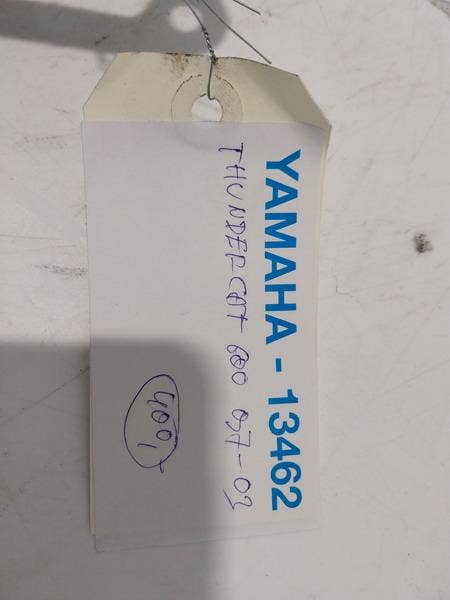 YAMAHA - 13462
THUNDERCAT 600 97-03
400,-